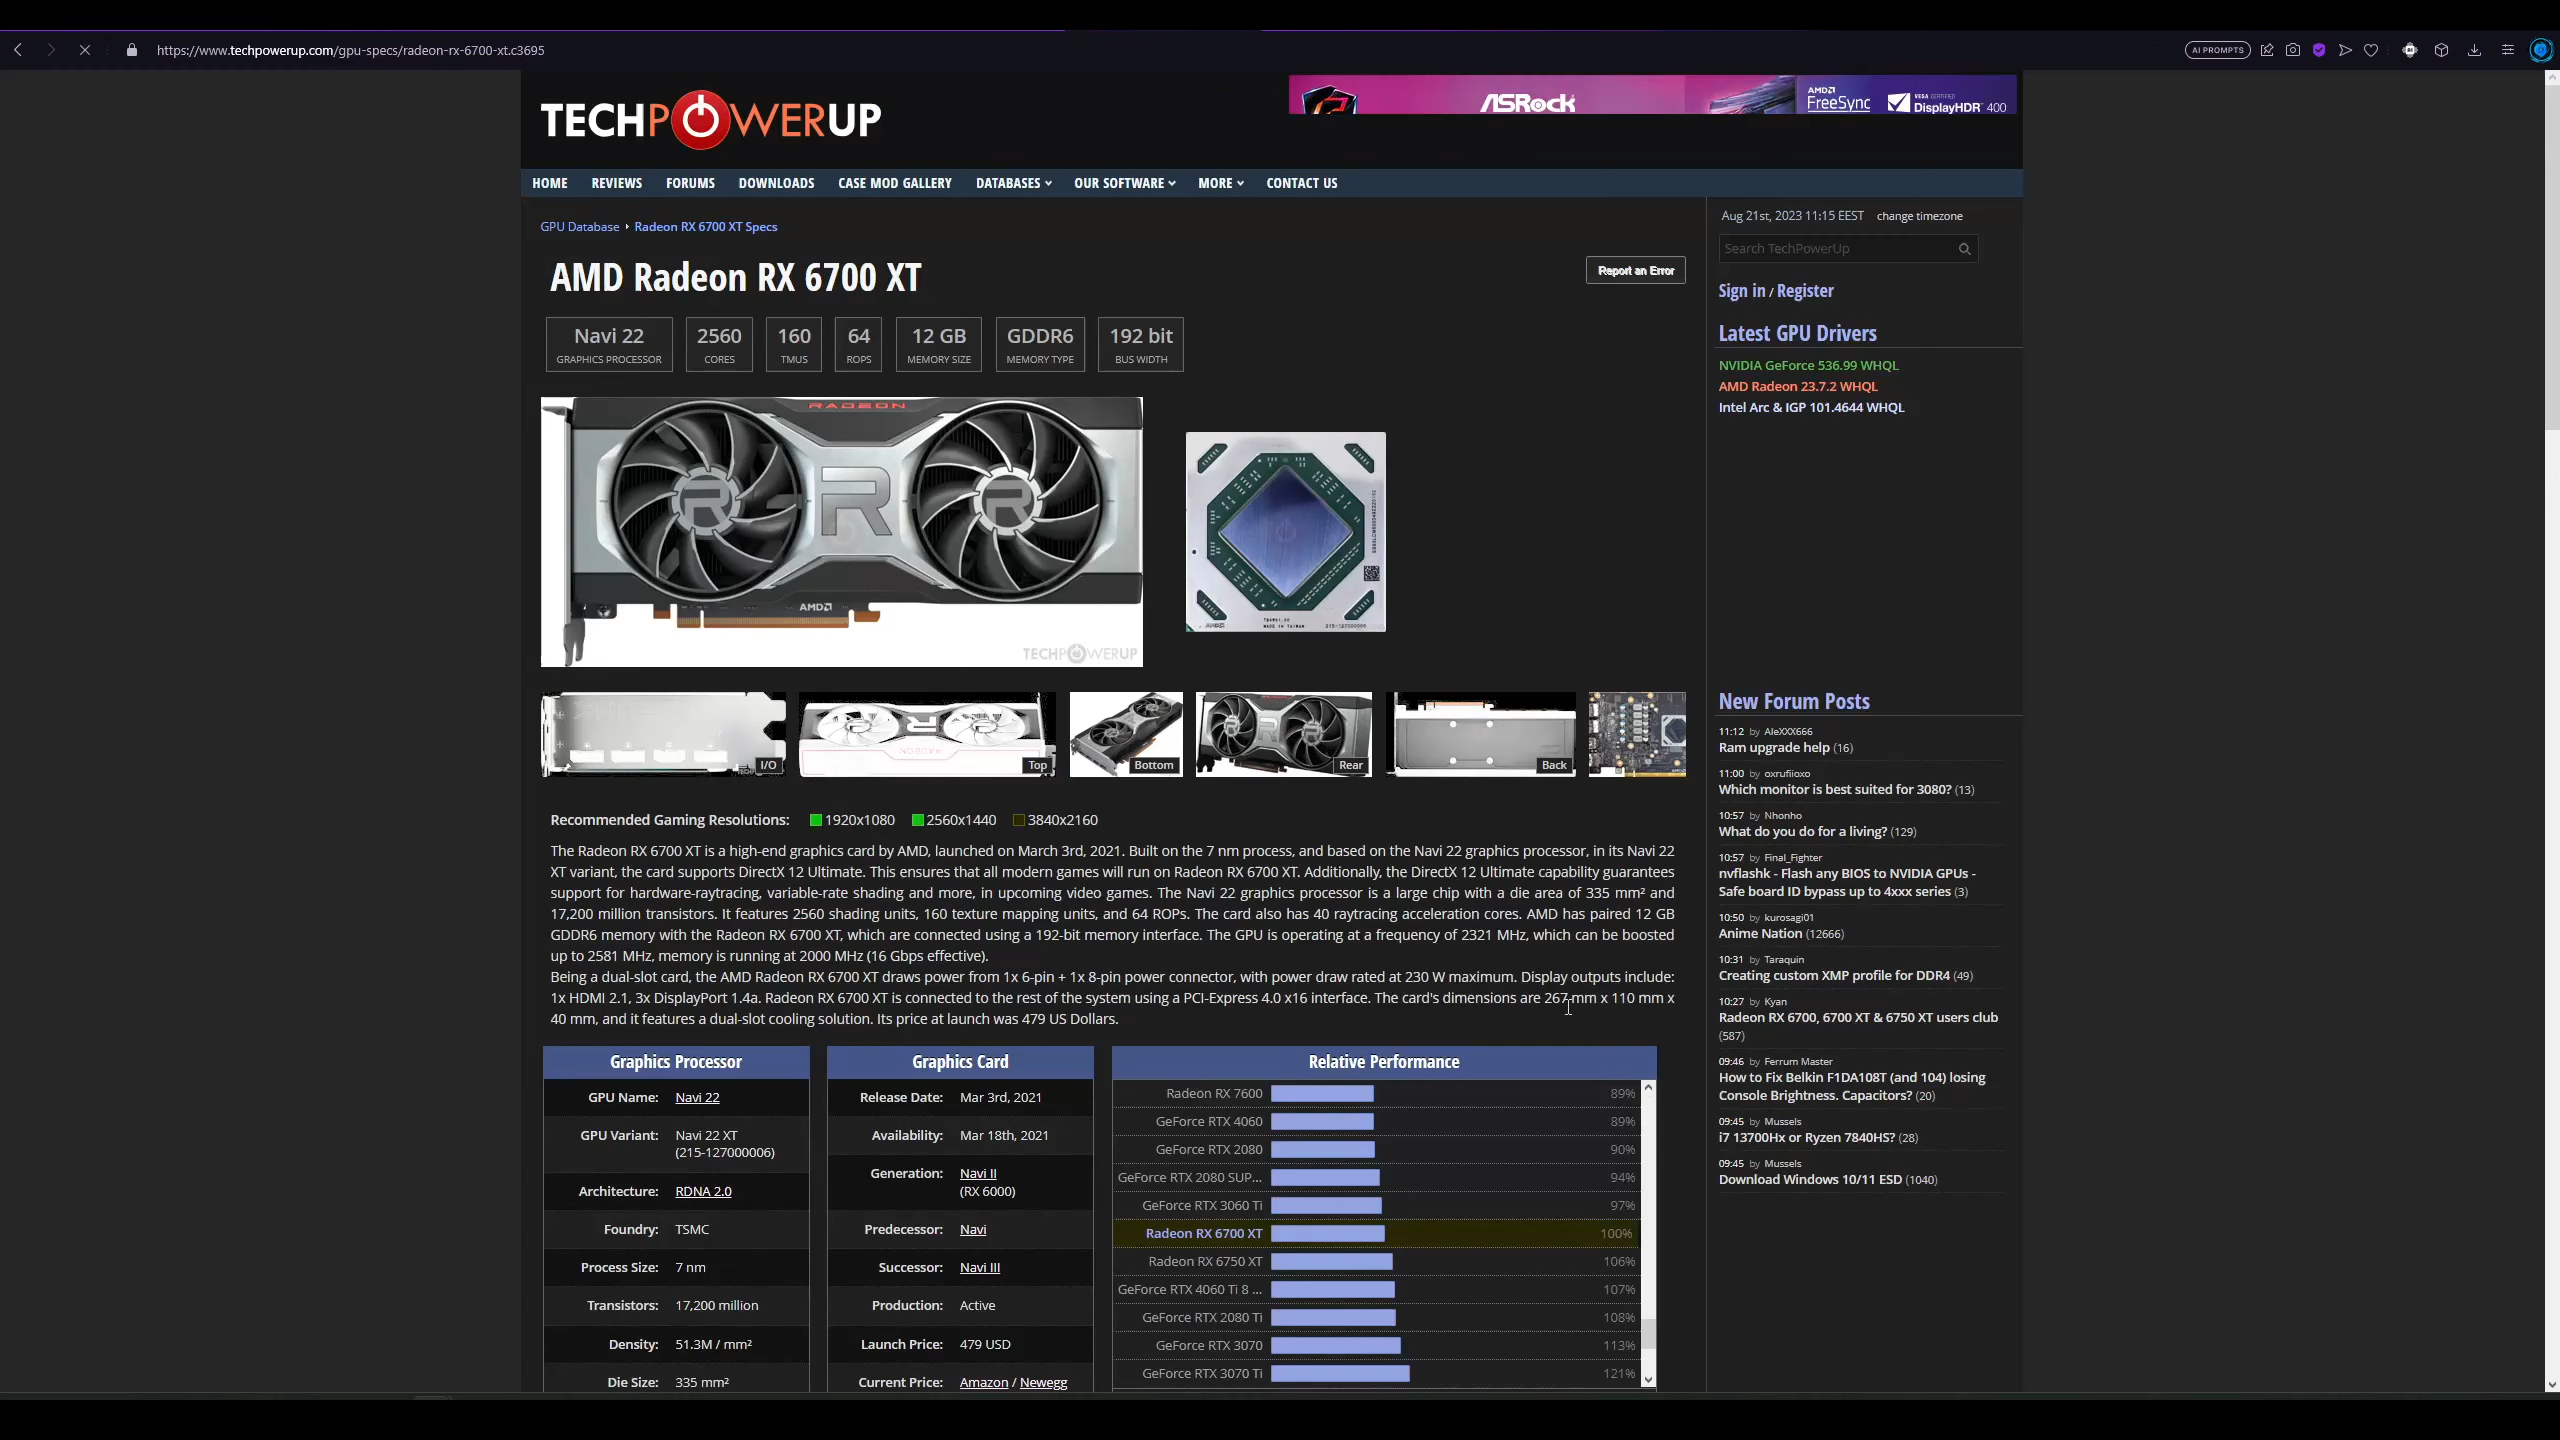 https://www.techpowerup.com/gpu-specs/radeon-rx-6700-xt.c3695
AI PROMPTS
TECHPOWERUP
ASRock
AMD FreeSync
VESA CERTIFIED DisplayHDR 400
HOME REVIEWS FORUMS DOWNLOADS CASE MOD GALLERY DATABASES OUR SOFTWARE MORE CONTACT US
GPU Database Radeon RX 6700 XT Specs
AMD Radeon RX 6700 XT
Report an Error
Navi 22 2560 160 64 12 GB GDDR6 192 bit
GRAPHICS PROCESSOR CORES TMUS ROPS MEMORY SIZE MEMORY TYPE BUS WIDTH
RADEON
R R R
AMD
TECHPOWERUP
MADE IN TAIWAN
I/O Top Bottom Rear Back
Recommended Gaming Resolutions: 1920x1080 2560x1440 3840x2160
The Radeon RX 6700 XT is a high-end graphics card by AMD, launched on March 3rd, 2021. Built on the 7 nm process, and based on the Navi 22 graphics processor, in its Navi 22
XT variant, the card supports DirectX 12 Ultimate. This ensures that all modern games will run on Radeon RX 6700 XT. Additionally, the DirectX 12 Ultimate capability guarantees
support for hardware-raytracing, variable-rate shading and more, in upcoming video games. The Navi 22 graphics processor is a large chip with a die area of 335 mm² and
17,200 million transistors. It features 2560 shading units, 160 texture mapping units, and 64 ROPs. The card also has 40 raytracing acceleration cores. AMD has paired 12 GB
GDDR6 memory with the Radeon RX 6700 XT, which are connected using a 192-bit memory interface. The GPU is operating at a frequency of 2321 MHz, which can be boosted
up to 2581 MHz, memory is running at 2000 MHz (16 Gbps effective).
Being a dual-slot card, the AMD Radeon RX 6700 XT draws power from 1x 6-pin + 1x 8-pin power connector, with power draw rated at 230 W maximum. Display outputs include:
1x HDMI 2.1, 3x DisplayPort 1.4a. Radeon RX 6700 XT is connected to the rest of the system using a PCI-Express 4.0 x16 interface. The card's dimensions are 267 mm x 110 mm x
40 mm, and it features a dual-slot cooling solution. Its price at launch was 479 US Dollars.
Graphics Processor
GPU Name: Navi 22
GPU Variant: Navi 22 XT
(215-127000006)
Architecture: RDNA 2.0
Foundry: TSMC
Process Size: 7 nm
Transistors: 17,200 million
Density: 51.3M / mm²
Die Size: 335 mm²
Graphics Card
Release Date: Mar 3rd, 2021
Availability: Mar 18th, 2021
Generation: Navi II
(RX 6000)
Predecessor: Navi
Successor: Navi III
Production: Active
Launch Price: 479 USD
Current Price: Amazon / Newegg
Relative Performance
Radeon RX 7600 89%
GeForce RTX 4060 89%
GeForce RTX 2080 90%
GeForce RTX 2080 SUP... 94%
GeForce RTX 3060 Ti 97%
Radeon RX 6700 XT 100%
Radeon RX 6750 XT 106%
GeForce RTX 4060 Ti 8 ... 107%
GeForce RTX 2080 Ti 108%
GeForce RTX 3070 113%
GeForce RTX 3070 Ti 121%
Aug 21st, 2023 11:15 EEST change timezone
Search TechPowerUp
Sign in / Register
Latest GPU Drivers
NVIDIA GeForce 536.99 WHQL
AMD Radeon 23.7.2 WHQL
Intel Arc & IGP 101.4644 WHQL
New Forum Posts
11:12 by AleXXX666
Ram upgrade help (16)
11:00 by oxrufiioxo
Which monitor is best suited for 3080? (13)
10:57 by Nhonho
What do you do for a living? (129)
10:57 by Final_Fighter
nvflashk - Flash any BIOS to NVIDIA GPUs -
Safe board ID bypass up to 4xxx series (3)
10:50 by kurosagi01
Anime Nation (12666)
10:31 by Taraquin
Creating custom XMP profile for DDR4 (49)
10:27 by Kyan
Radeon RX 6700, 6700 XT & 6750 XT users club
(587)
09:46 by Ferrum Master
How to Fix Belkin F1DA108T (and 104) losing
Console Brightness. Capacitors? (20)
09:45 by Mussels
i7 13700Hx or Ryzen 7840HS? (28)
09:45 by Mussels
Download Windows 10/11 ESD (1040)